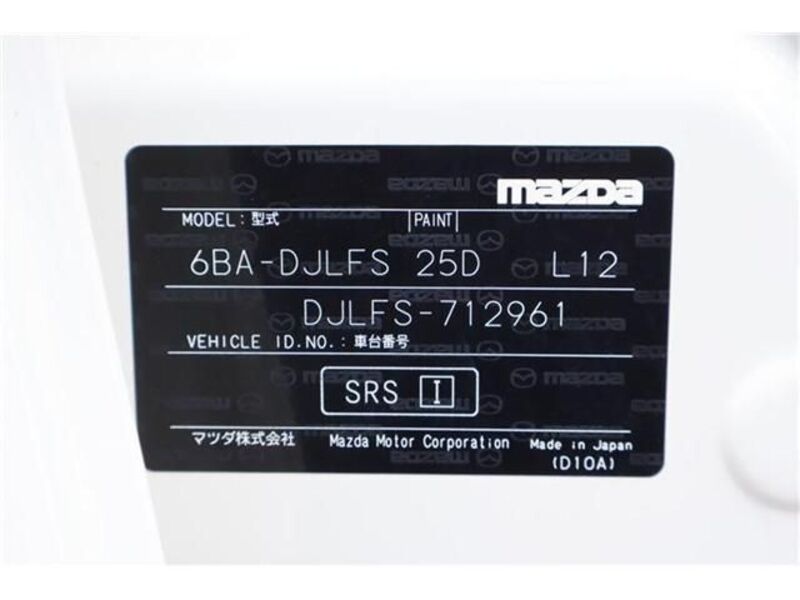 mazda
MODEL: 型式 PAINT
6BA-DJLFS 25D L12
DJLFS-712961
VEHICLE ID.NO.: 車台番号
SRS I
マツダ株式会社 Mazda Motor Corporation Made in Japan
(D10A)